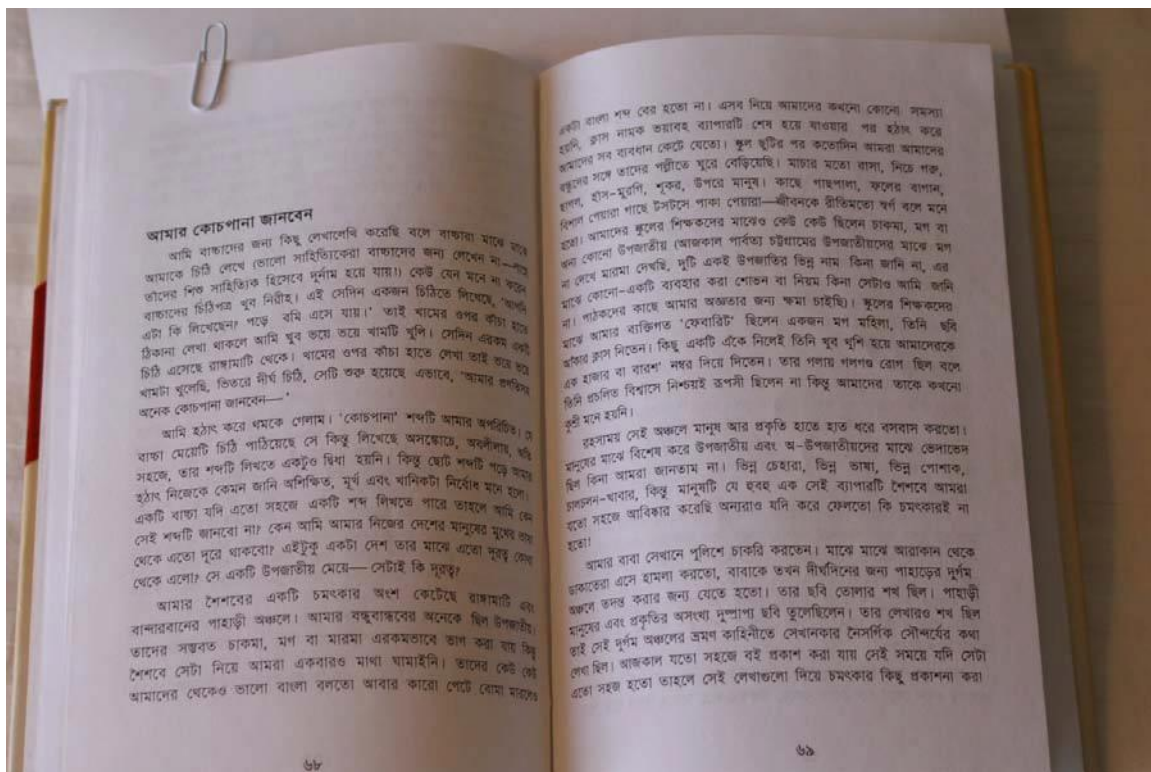 আমার কোচপানা জানবেন
আমি বাচ্চাদের জন্য কিছু লেখালেখি করেছি বলে বাচ্চারা মাঝে মাঝে
আমাকে চিঠি লেখে (ভালো সাহিত্যিকেরা বাচ্চাদের জন্য লেখেন না—পাছে
তাদের শিশু সাহিত্যিক হিসেবে দূর্নাম হয়ে যায়!) কেউ যেন মনে না করেন
বাচ্চাদের চিঠিপত্র খুব নিরীহ। এই সেদিন একজন চিঠিতে লিখেছে, 'আপনি
এটা কি লিখেছেন? পড়ে বমি এসে যায়।' তাই খামের ওপর কাঁচা হাতে
ঠিকানা লেখা থাকলে আমি খুব ভয়ে ভয়ে খামটি খুলি। সেদিন এরকম একটি
চিঠি এসেছে রাঙ্গামাটি থেকে। খামের ওপর কাঁচা হাতে লেখা তাই ভয়ে ভয়ে
খামটা খুলেছি, ভিতরে দীর্ঘ চিঠি, সেটি শুরু হয়েছে এভাবে, 'আমার
অনেক কোচপানা জানবেন—'
আমি হঠাৎ করে থমকে গেলাম। 'কোচপানা' শব্দটি আমার অপরিচিত। যে
বাচ্চা মেয়েটি চিঠি পাঠিয়েছে সে কিন্তু লিখেছে অসঙ্কোচে, অবলীলায়,
সহজে, তার শব্দটি লিখতে একটুও দ্বিধা হয়নি। কিন্তু ছোট শব্দটি পড়ে আমার
হঠাৎ নিজেকে কেমন জানি অশিক্ষিত, মূর্খ এবং খানিকটা নির্বোধ মনে হলো।
একটি বাচ্চা যদি এতো সহজে একটি শব্দ লিখতে পারে তাহলে আমি কেন
সেই শব্দটি জানবো না? কেন আমি আমার নিজের দেশের মানুষের মুখের ভাষা
থেকে এতো দূরে থাকবো? এইটুকু একটা দেশ তার মাঝে এতো দূরত্ব কোথা
থেকে এলো? সে একটি উপজাতীয় মেয়ে— সেটাই কি দূরত্ব?
আমার শৈশবের একটি চমৎকার অংশ কেটেছে রাঙ্গামাটি এবং
বান্দারবানের পাহাড়ী অঞ্চলে। আমার বন্ধুবান্ধবের অনেকে ছিল উপজাতীয়।
তাদের সম্ভবত চাকমা, মগ বা মারমা এরকমভাবে ভাগ করা যায় কিন্তু
শৈশবে সেটা নিয়ে আমরা একবারও মাথা ঘামাইনি। তাদের কেউ কেউ
আমাদের থেকেও ভালো বাংলা বলতো আবার কারো পেটে বোমা মারলেও
৬৮
একটা বাংলা শব্দ বের হতো না। এসব নিয়ে আমাদের কখনো কোনো সমস্যা
হয়নি, ক্লাস নামক ভয়াবহ ব্যাপারটি শেষ হয়ে যাওয়ার পর হঠাৎ করে
আমাদের সব ব্যবধান কেটে যেতো। স্কুল ছুটির পর কতোদিন আমরা আমাদের
বন্ধুদের সঙ্গে তাদের পল্লীতে ঘুরে বেড়িয়েছি। মাচার মতো বাসা, নিচে গরু,
ছাগল, হাঁস-মুরগি, শূকর, উপরে মানুষ। কাছে গাছপালা, ফলের বাগান,
বিশাল পেয়ারা গাছে টসটসে পাকা পেয়ারা—জীবনকে রীতিমতো স্বর্গ বলে মনে
হতো। আমাদের স্কুলের শিক্ষকদের মাঝেও কেউ কেউ ছিলেন চাকমা, মগ বা
অন্য কোনো উপজাতীয় (আজকাল পার্বত্য চট্টগ্রামের উপজাতীয়দের মাঝে মগ
না দেখে মারমা দেখছি, দুটি একই উপজাতির ভিন্ন নাম কিনা জানি না, এর
মাঝে কোনো-একটি ব্যবহার করা শোভন বা নিয়ম কিনা সেটাও আমি জানি
না। পাঠকদের কাছে আমার অজ্ঞতার জন্য ক্ষমা চাইছি)। স্কুলের শিক্ষকদের
মাঝে আমার ব্যক্তিগত 'ফেবারিট' ছিলেন একজন মগ মহিলা, তিনি ছবি
আঁকার ক্লাস নিতেন। কিছু একটি এঁকে নিলেই তিনি খুব খুশি হয়ে আমাদেরকে
এক হাজার বা বারশ' নম্বর দিয়ে দিতেন। তার গলায় গলগণ্ড রোগ ছিল বলে
তিনি প্রচলিত বিশ্বাসে নিশ্চয়ই রূপসী ছিলেন না কিন্তু আমাদের তাকে কখনো
কুশ্রী মনে হয়নি।
রহস্যময় সেই অঞ্চলে মানুষ আর প্রকৃতি হাতে হাত ধরে বসবাস করতো।
মানুষের মাঝে বিশেষ করে উপজাতীয় এবং অ-উপজাতীয়দের মাঝে ভেদাভেদ
ছিল কিনা আমরা জানতাম না। ভিন্ন চেহারা, ভিন্ন ভাষা, ভিন্ন পোশাক,
চালচলন-খাবার, কিন্তু মানুষটি যে হুবহু এক সেই ব্যাপারটি শৈশবে আমরা
যতো সহজে আবিষ্কার করেছি অন্যরাও যদি করে ফেলতো কি চমৎকারই না
হতো!
আমার বাবা সেখানে পুলিশে চাকরি করতেন। মাঝে মাঝে আরাকান থেকে
ডাকাতেরা এসে হামলা করতো, বাবাকে তখন দীর্ঘদিনের জন্য পাহাড়ের দুর্গম
অঞ্চলে তদন্ত করার জন্য যেতে হতো। তার ছবি তোলার শখ ছিল। পাহাড়ী
মানুষের এবং প্রকৃতির অসংখ্য দুষ্প্রাপ্য ছবি তুলেছিলেন। তার লেখারও শখ ছিল
তাই সেই দুর্গম অঞ্চলের ভ্রমণ কাহিনীতে সেখানকার নৈসর্গিক সৌন্দর্যের কথা
লেখা ছিল। আজকাল যতো সহজে বই প্রকাশ করা যায় সেই সময়ে যদি সেটা
এতো সহজ হতো তাহলে সেই লেখাগুলো দিয়ে চমৎকার কিছু প্রকাশনা করা
৬৯